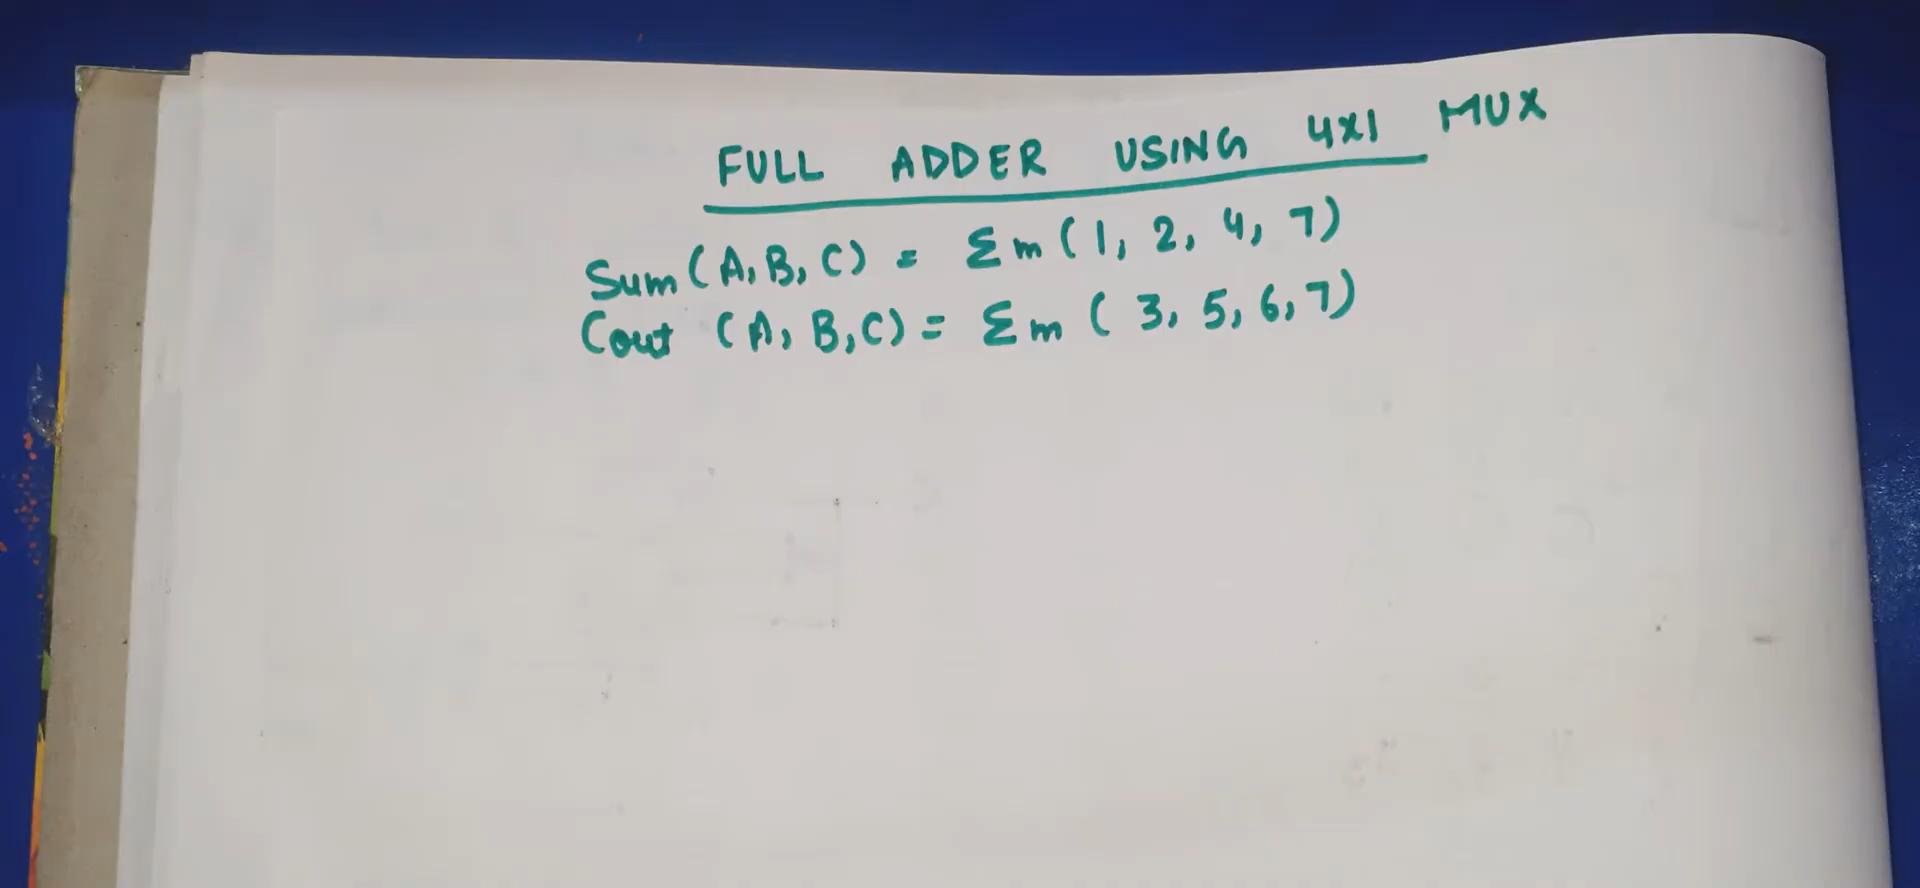 FULL ADDER USING 4X1 MUX
Sum (A, B, C) = Σm (1, 2, 4, 7)
Cout (A, B, C) = Σm (3, 5, 6, 7)